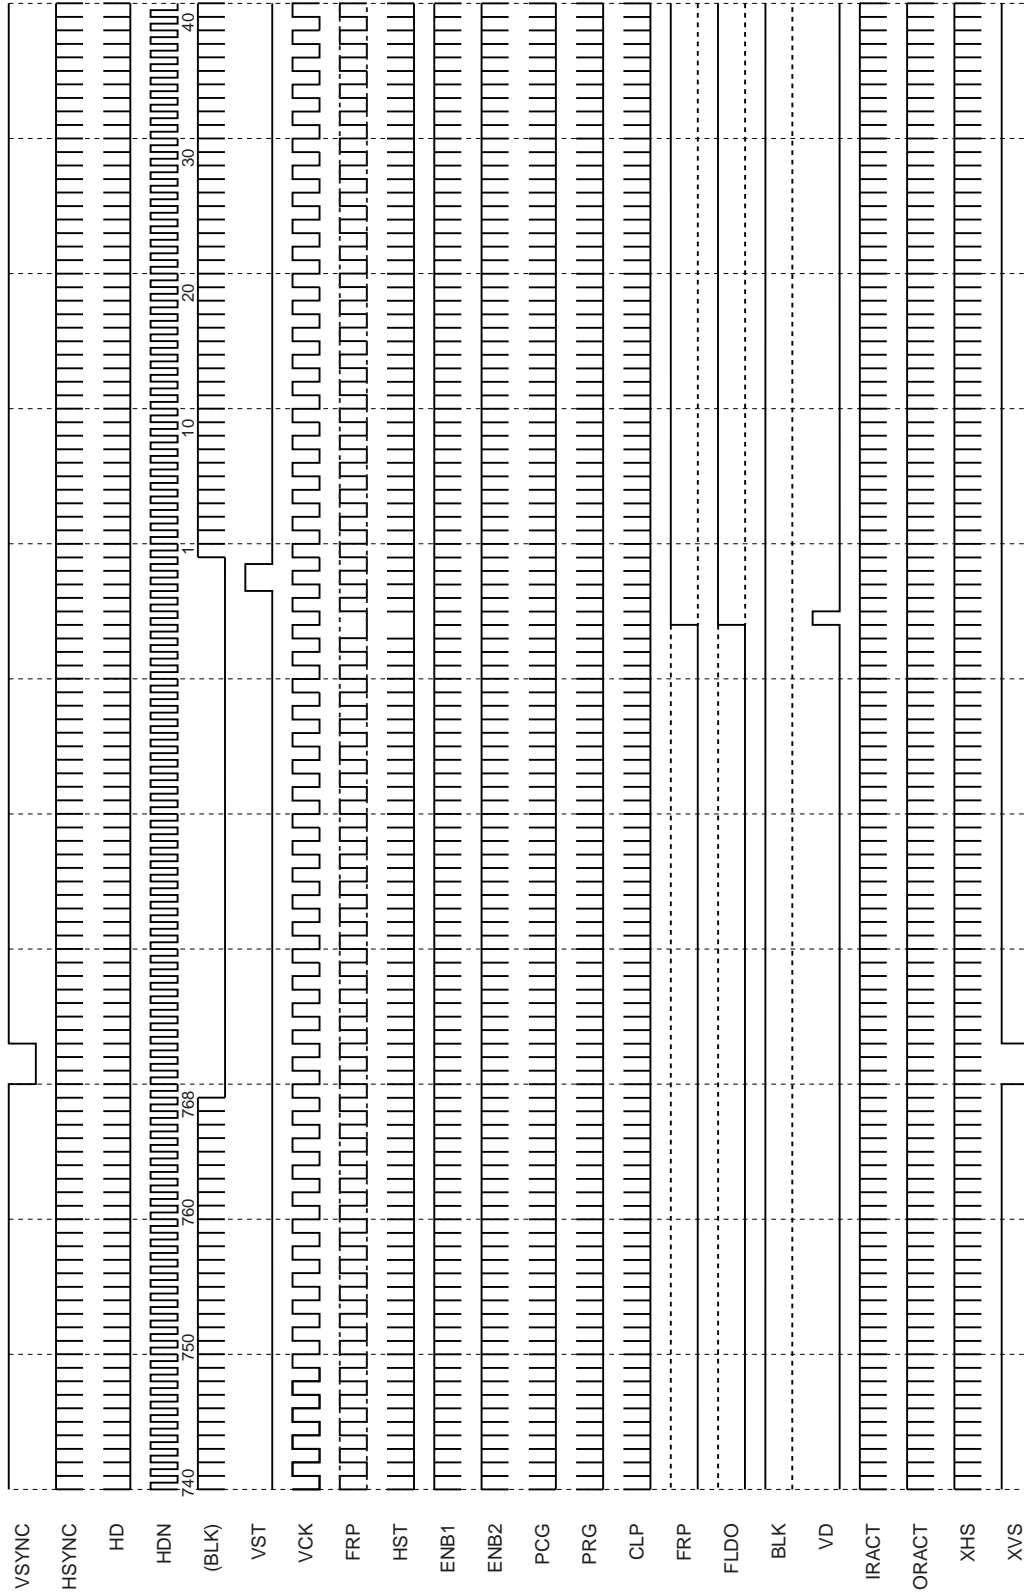 VSYNC
HSYNC
HD
HDN
740 750 760 768 1 10 20 30 40
(BLK)
VST
VCK
FRP
HST
ENB1
ENB2
PCG
PRG
CLP
FRP
FLDO
BLK
VD
IRACT
ORACT
XHS
XVS